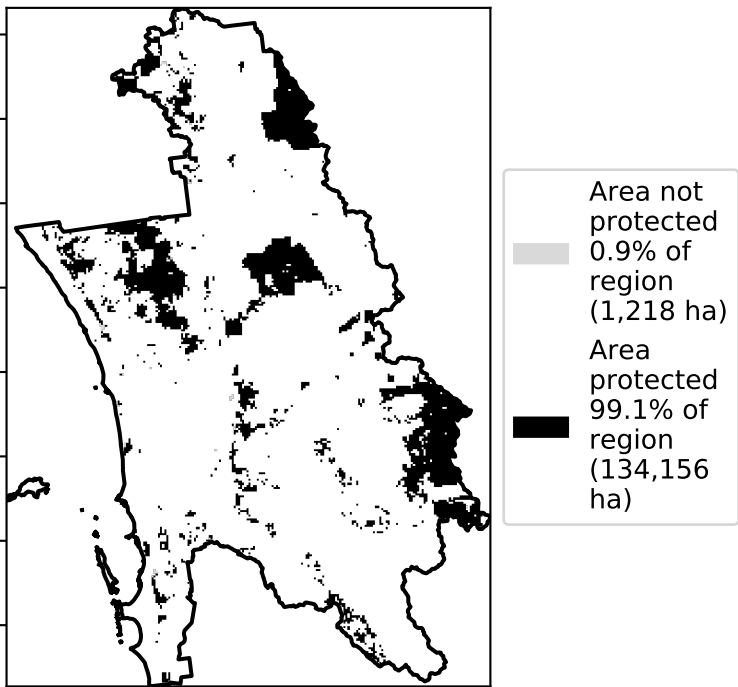 Area not
protected
0.9% of
region
(1,218 ha)
Area
protected
99.1% of
region
(134,156
ha)